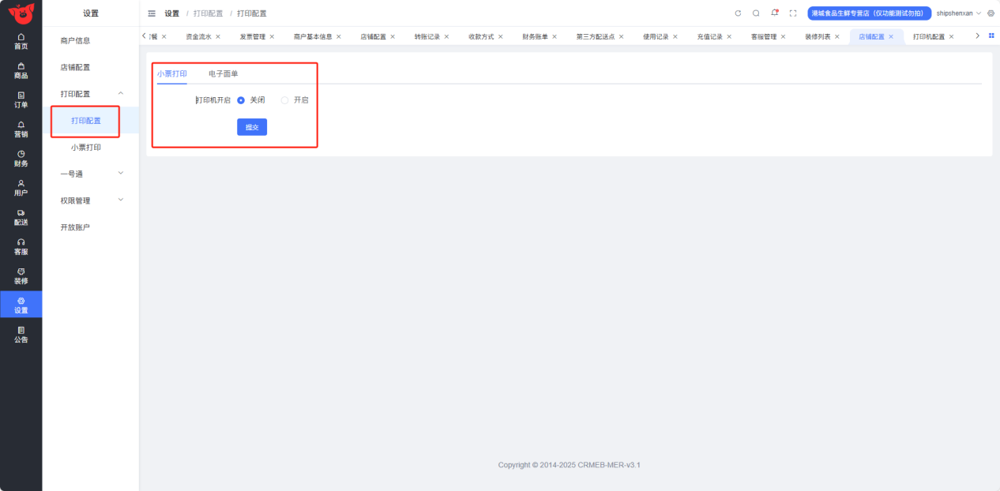 首页
商品
订单
营销
财务
用户
配送
客服
装修
设置
公告
设置
商户信息
店铺配置
打印配置
打印配置
小票打印
一号通
权限管理
开放账户
设置 / 打印配置 / 打印配置
港城食品生鲜专营店（仅功能测试勿拍） shipshenxan
餐 × 资金流水 × 发票管理 × 商户基本信息 × 店铺配置 × 转账记录 × 收款方式 × 财务账单 × 第三方配送点 × 使用记录 × 充值记录 × 客服管理 × 装修列表 × 店铺配置 × 打印机配置 ×
小票打印 电子面单
打印机开启 关闭 开启
提交
Copyright © 2014-2025 CRMEB-MER-v3.1